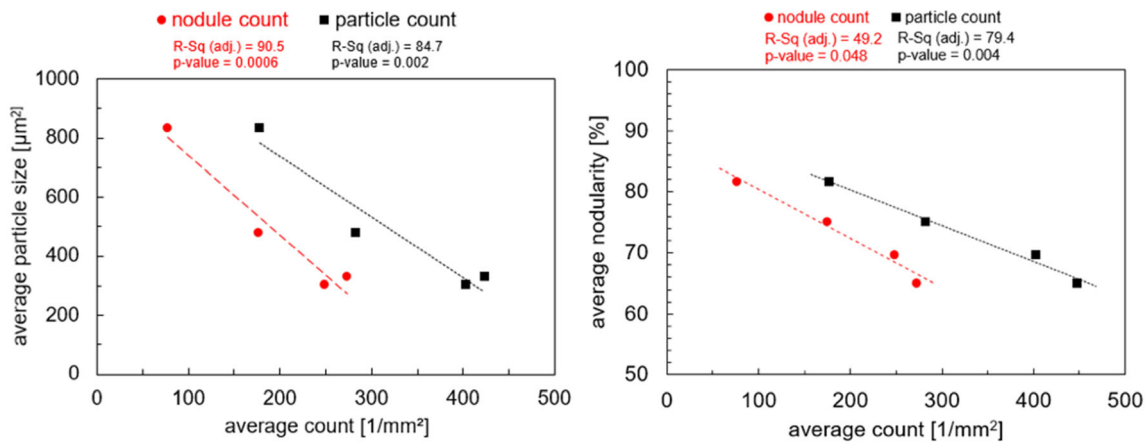 nodule count particle count
R-Sq (adj.) = 90.5 R-Sq (adj.) = 84.7
p-value = 0.0006 p-value = 0.002
1000
800
600
400
200
0
average particle size [µm²]
0 100 200 300 400 500
average count [1/mm²]
nodule count particle count
R-Sq (adj.) = 49.2 R-Sq (adj.) = 79.4
p-value = 0.048 p-value = 0.004
100
90
80
70
60
50
average nodularity [%]
0 100 200 300 400 500
average count [1/mm²]